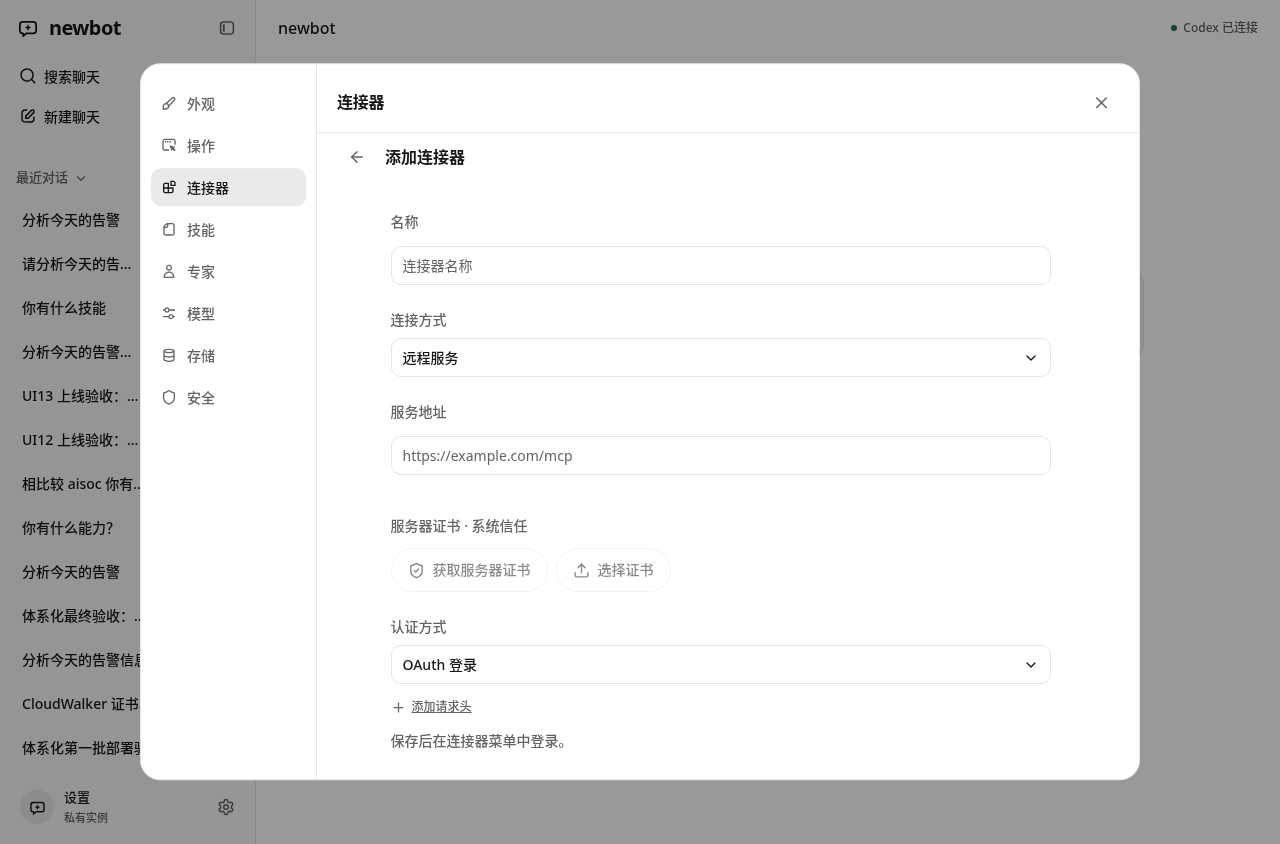 newbot
搜索聊天
新建聊天
最近对话
分析今天的告警
请分析今天的告...
你有什么技能
分析今天的告警...
UI13 上线验收：...
UI12 上线验收：...
相比较 aisoc 你有...
你有什么能力?
分析今天的告警
体系化最终验收：...
分析今天的告警信息
CloudWalker 证书
体系化第一批部署
设置
私有实例
newbot
Codex 已连接
外观
操作
连接器
技能
专家
模型
存储
安全
连接器
添加连接器
名称
连接器名称
连接方式
远程服务
服务地址
https://example.com/mcp
服务器证书 · 系统信任
获取服务器证书
选择证书
认证方式
OAuth 登录
添加请求头
保存后在连接器菜单中登录。